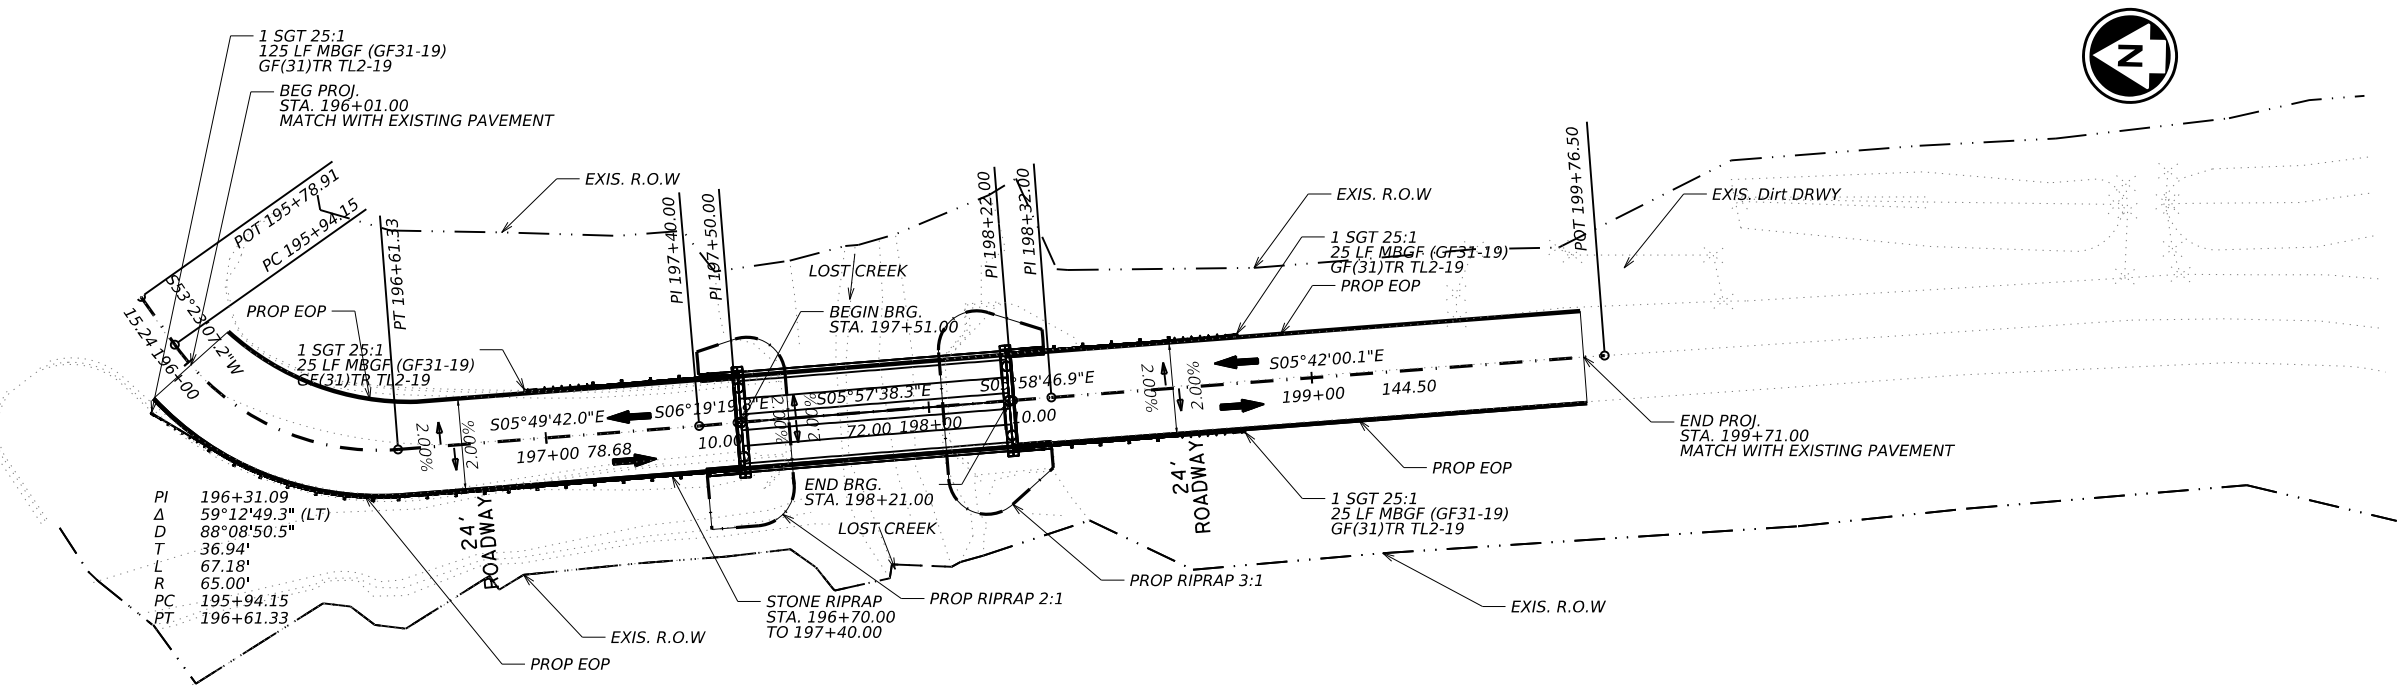 1 SGT 25:1
125 LF MBGF (GF31-19)
GF(31)TR TL2-19
BEG PROJ.
STA. 196+01.00
MATCH WITH EXISTING PAVEMENT
N
POT 195+78.91
PC 195+94.15
PT 196+61.33
EXIS. R.O.W
PI 197+40.00
PI 197+50.00
LOST CREEK
PI 198+22.00
PI 198+32.00
EXIS. R.O.W
1 SGT 25:1
25 LF MBGF (GF31-19)
GF(31)TR TL2-19
PROP EOP
POT 199+76.50
EXIS. Dirt DRWY
S53°23'07.2"W
15.24
196+00
PROP EOP
1 SGT 25:1
25 LF MBGF (GF31-19)
GF(31)TR TL2-19
BEGIN BRG.
STA. 197+51.00
2.00%
2.00%
S05°49'42.0"E
197+00
78.68
10.00
2.00%
2.00%
S05°57'38.3"E
72.00
198+00
10.00
2.00%
2.00%
S05°42'00.1"E
199+00
144.50
END PROJ.
STA. 199+71.00
MATCH WITH EXISTING PAVEMENT
PI 196+31.09
Δ 59°12'49.3" (LT)
D 88°08'50.5"
T 36.94'
L 67.18'
R 65.00'
PC 195+94.15
PT 196+61.33
24'
ROADWAY
END BRG.
STA. 198+21.00
LOST CREEK
24'
ROADWAY
PROP EOP
1 SGT 25:1
25 LF MBGF (GF31-19)
GF(31)TR TL2-19
PROP RIPRAP 3:1
PROP RIPRAP 2:1
STONE RIPRAP
STA. 196+70.00
TO 197+40.00
EXIS. R.O.W
EXIS. R.O.W
PROP EOP